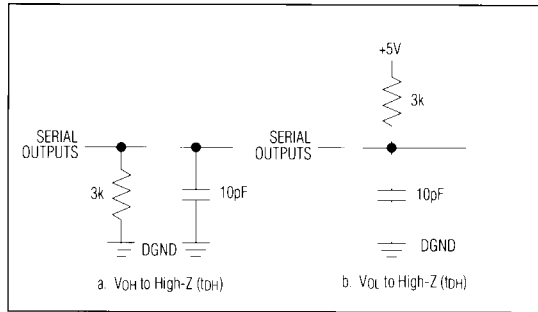 +5V
3k
SERIAL
OUTPUTS
3k
10pF
DGND
a. VOH to High-Z (tDH)
SERIAL
OUTPUTS
10pF
DGND
b. VOL to High-Z (tDH)